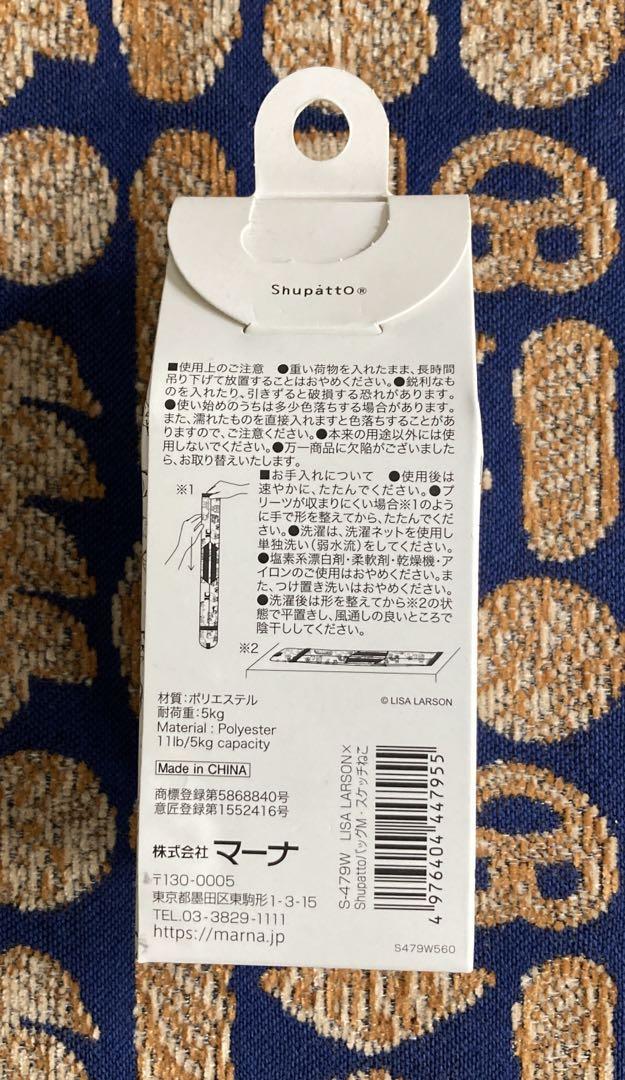 Shupatto®
■使用上のご注意　●重い荷物を入れたまま、長時間
吊り下げて放置することはおやめください。●鋭利なも
のを入れたり、引きずると破損する恐れがあります。
●使い始めのうちは多少色落ちする場合があります。
また、濡れたものを直接入れますと色落ちすることがあ
りますので、ご注意ください。●本来の用途以外には使
用しないでください。●万一商品に欠陥がございました
ら、お取り替えいたします。
■お手入れについて　●使用後は
速やかに、たたんでください。●プ
リーツが収まりにくい場合※1のよう
に手で形を整えてから、たたんでくだ
さい。●洗濯は、洗濯ネットを使用し
単独洗い（弱水流）をしてください。
●塩素系漂白剤・柔軟剤・乾燥機・ア
イロンのご使用はおやめください。ま
た、つけ置き洗いはおやめください。
●洗濯後は形を整えてから※2の状
態で平置きし、風通しの良いところで
陰干ししてください。
※1
※2
© LISA LARSON
材質：ポリエステル
耐荷重：5kg
Material : Polyester
11lb/5kg capacity
Made in CHINA
商標登録第5868840号
意匠登録第1552416号
株式会社 マーナ
〒130-0005
東京都墨田区東駒形1-3-15
TEL.03-3829-1111
https://marna.jp
S-479W LISA LARSON×
ShupattoバッグM・スケッチねこ
4 976404 447955
S479W560